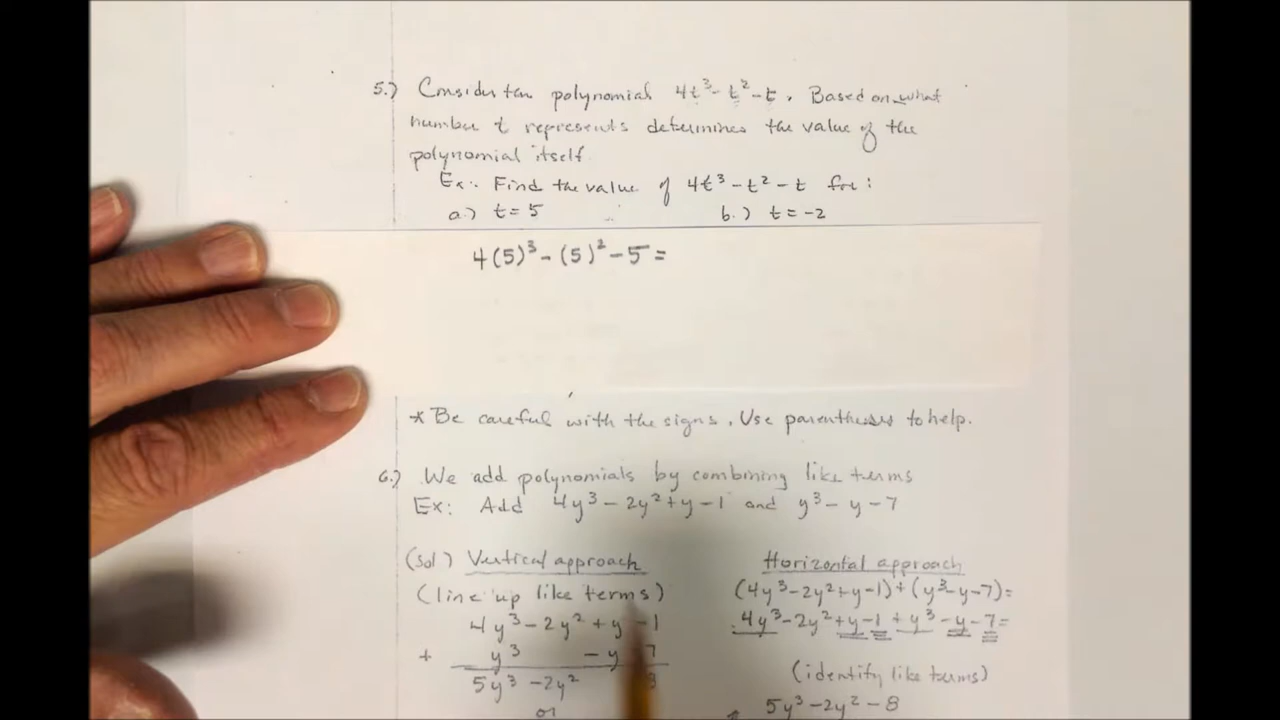 5.) Consider the polynomial 4t³ - t² - t. Based on what
number t represents determines the value of the
polynomial itself.
Ex: Find the value of 4t³ - t² - t for:
a.) t = 5 b.) t = -2
4(5)³ - (5)² - 5 =
* Be careful with the signs. Use parentheses to help.
6.) We add polynomials by combining like terms
Ex: Add 4y³ - 2y² + y - 1 and y³ - y - 7
(Sol) Vertical approach
(line up like terms)
4y³ - 2y² + y - 1
+ y³ - y 7
5y³ - 2y² 8
or
Horizontal approach
(4y³ - 2y² + y - 1) + (y³ - y - 7) =
4y³ - 2y² + y - 1 + y³ - y - 7 =
(identify like terms)
5y³ - 2y² - 8